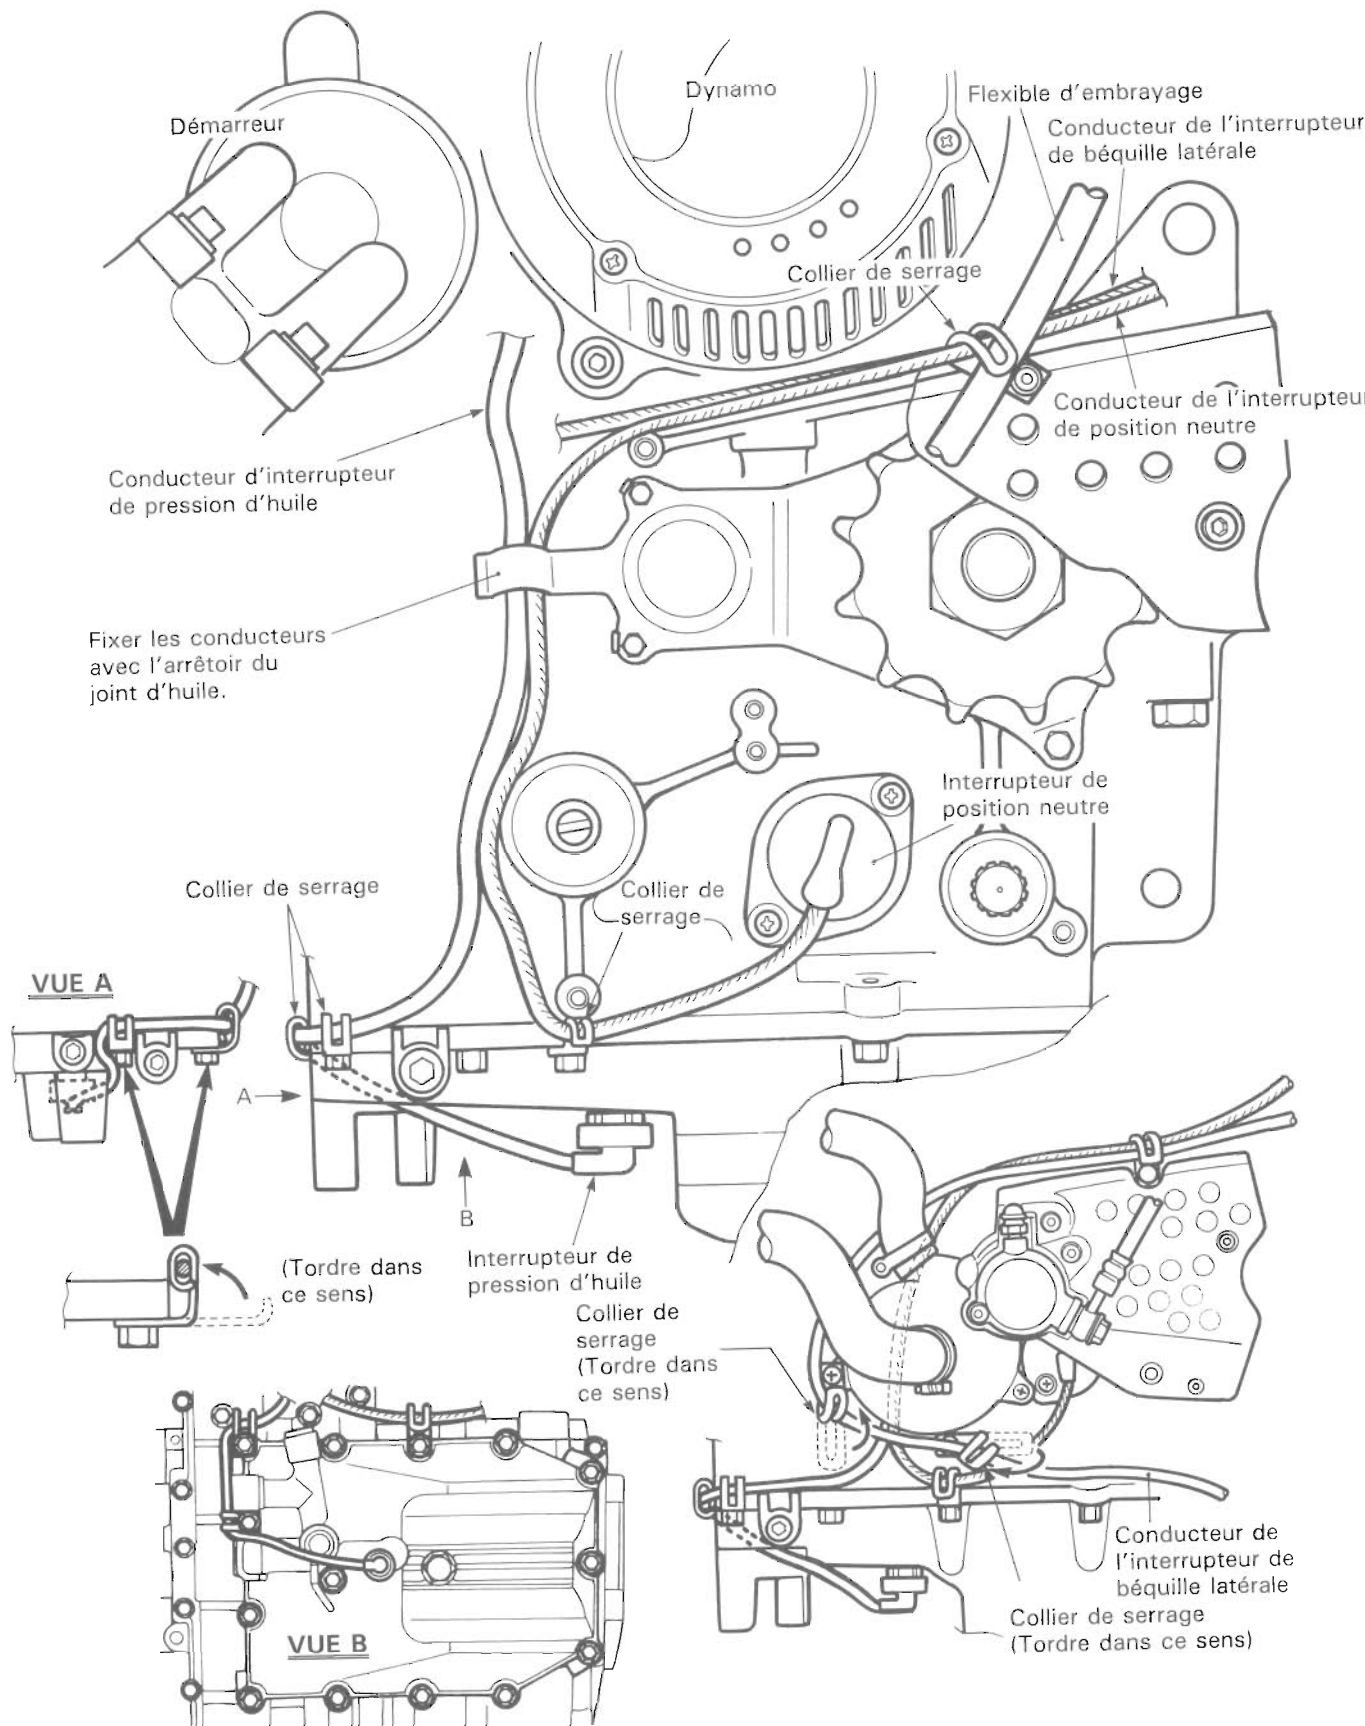 Dynamo
Flexible d'embrayage
Démarreur
Conducteur de l'interrupteur
de béquille latérale
Collier de serrage
Conducteur de l'interrupteur
de position neutre
Conducteur d'interrupteur
de pression d'huile
Fixer les conducteurs
avec l'arrêtoir du
joint d'huile.
Interrupteur de
position neutre
Collier de serrage
Collier de
serrage
VUE A
A
B
(Tordre dans
ce sens)
Interrupteur de
pression d'huile
Collier de
serrage
(Tordre dans
ce sens)
Conducteur de
l'interrupteur de
béquille latérale
Collier de serrage
(Tordre dans ce sens)
VUE B